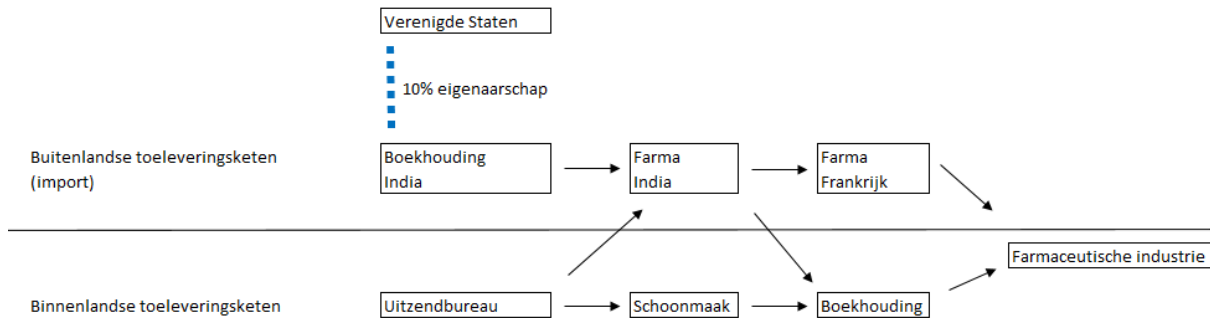 Verenigde Staten
10% eigenaarschap
Buitenlandse toeleveringsketen
(import)
Boekhouding
India
Farma
India
Farma
Frankrijk
Farmaceutische industrie
Binnenlandse toeleveringsketen
Uitzendbureau
Schoonmaak
Boekhouding